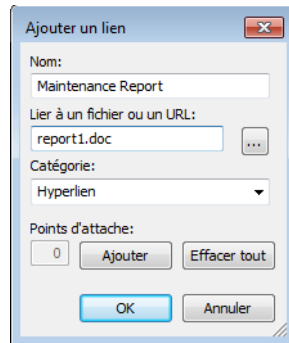 Ajouter un lien
Nom:
Maintenance Report
Lier à un fichier ou un URL:
report1.doc
...
Catégorie:
Hyperlien
Points d'attache:
0 Ajouter Effacer tout
OK Annuler